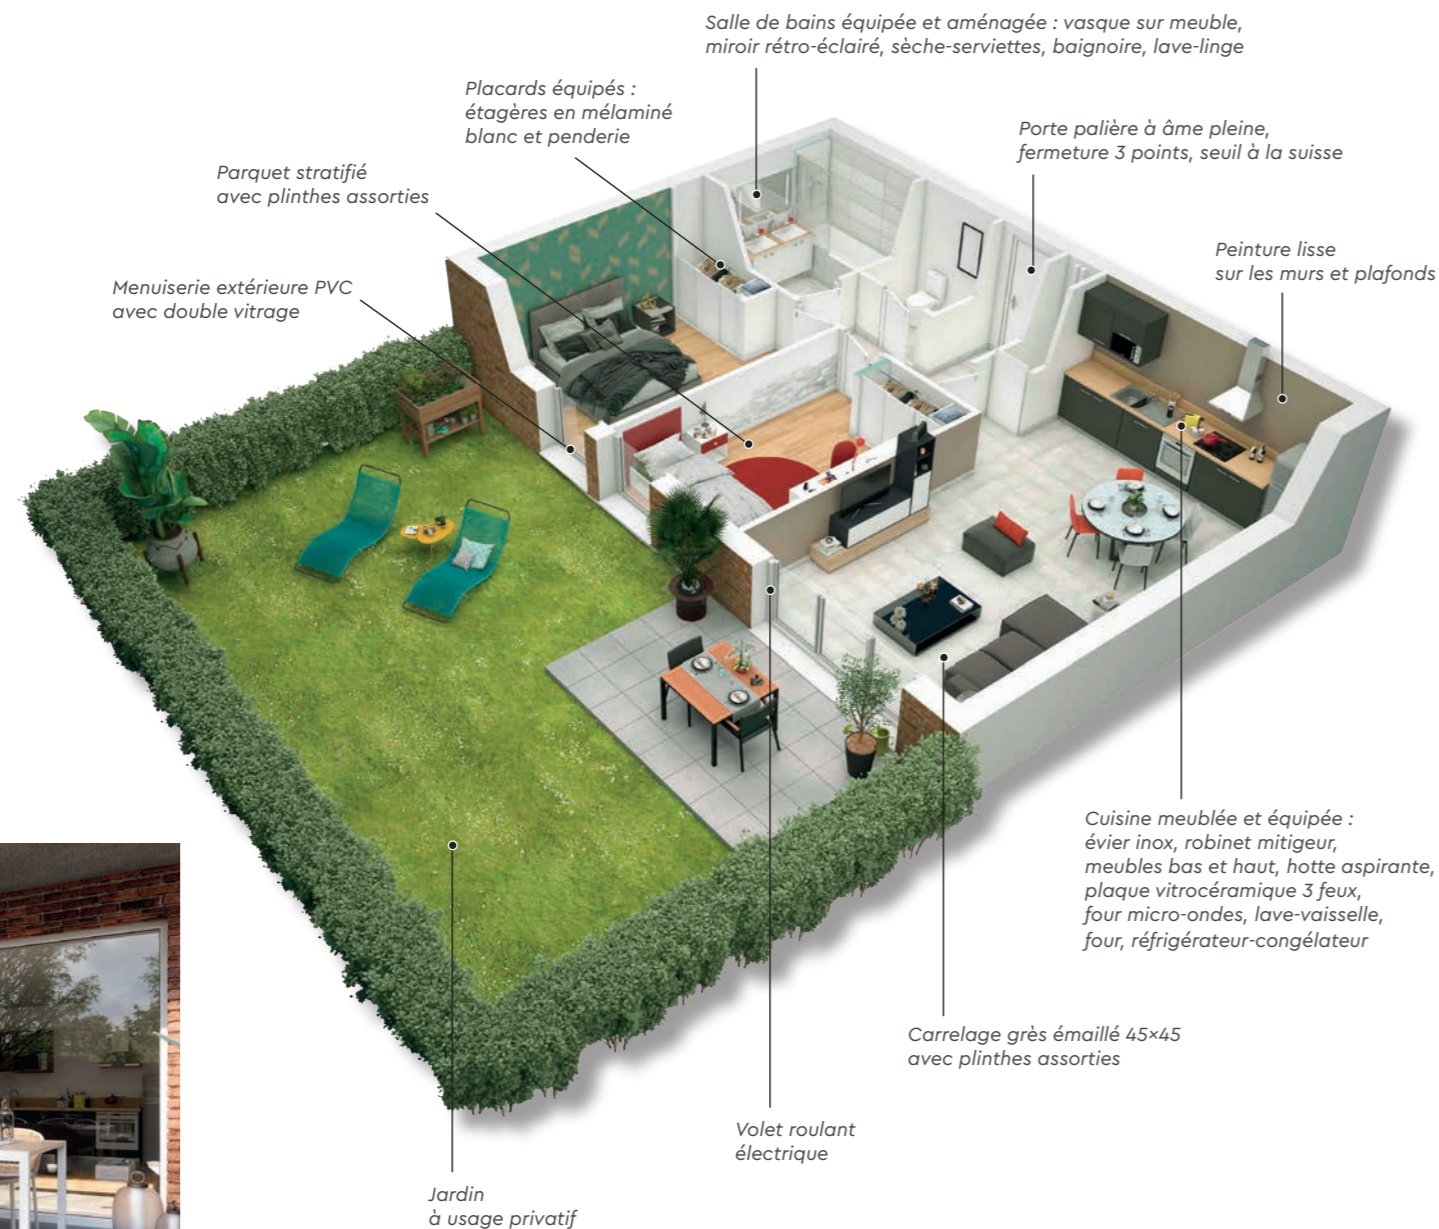 Salle de bains équipée et aménagée : vasque sur meuble,
miroir rétro-éclairé, sèche-serviettes, baignoire, lave-linge
Placards équipés :
étagères en mélaminé
blanc et penderie
Porte palière à âme pleine,
fermeture 3 points, seuil à la suisse
Parquet stratifié
avec plinthes assorties
Peinture lisse
sur les murs et plafonds
Menuiserie extérieure PVC
avec double vitrage
Cuisine meublée et équipée :
évier inox, robinet mitigeur,
meubles bas et haut, hotte aspirante,
plaque vitrocéramique 3 feux,
four micro-ondes, lave-vaisselle,
four, réfrigérateur-congélateur
Carrelage grès émaillé 45×45
avec plinthes assorties
Volet roulant
électrique
Jardin
à usage privatif